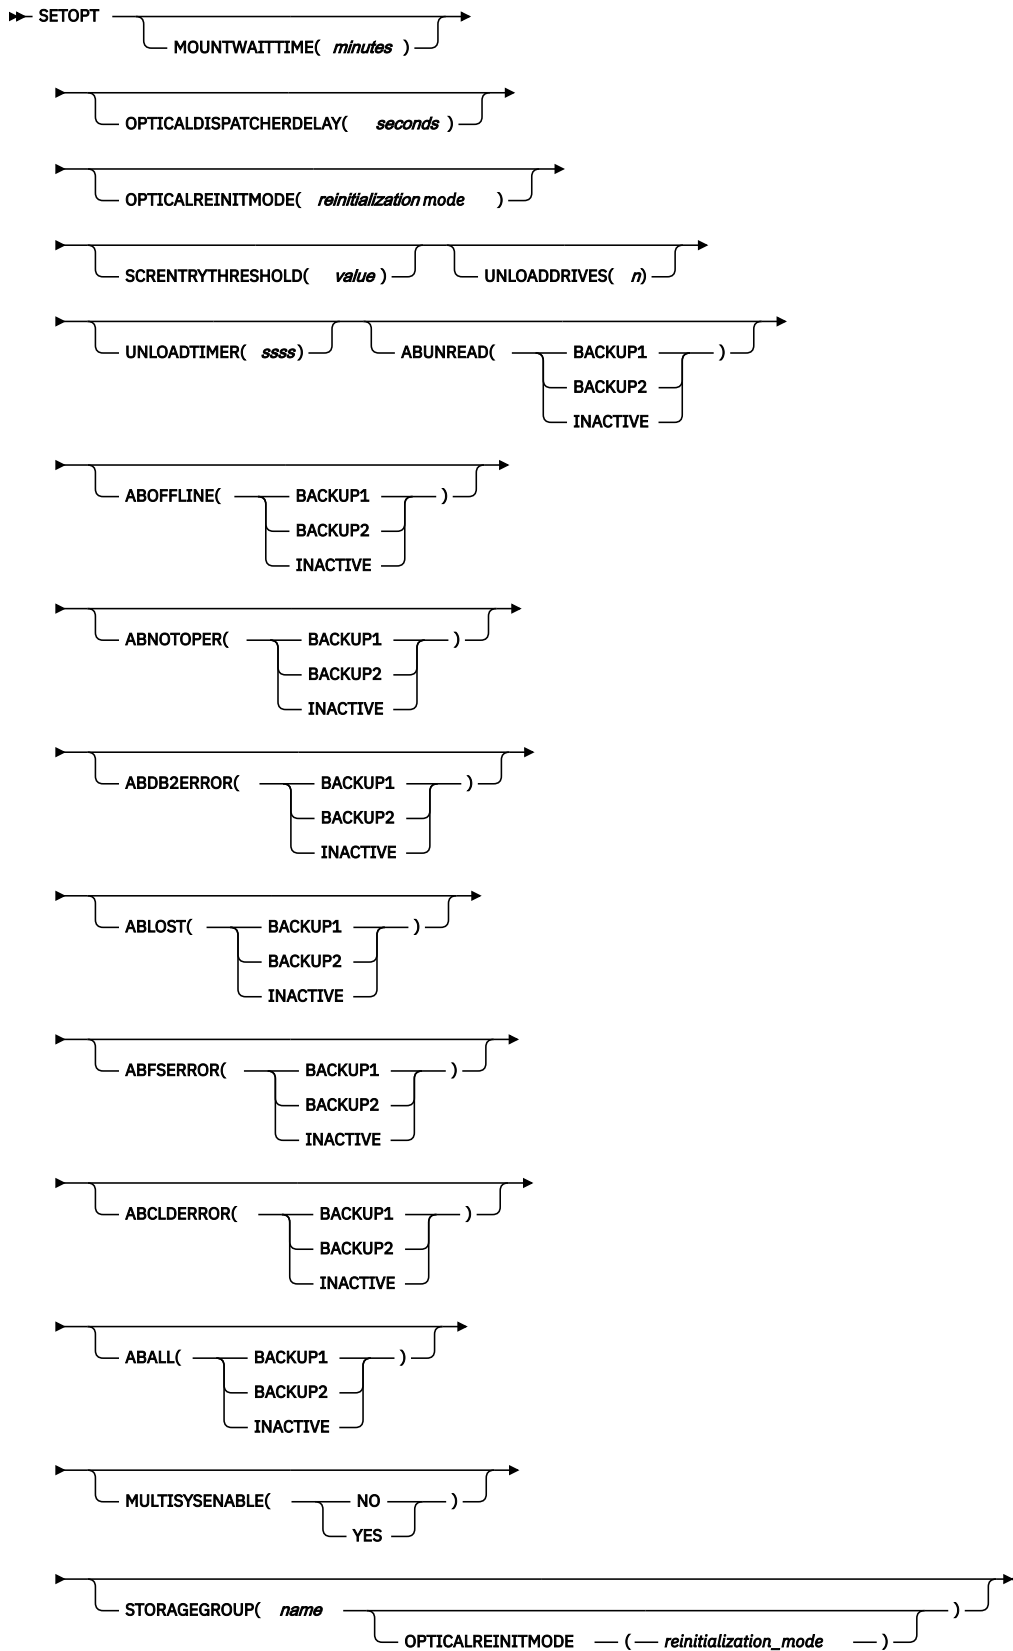 SETOPT
MOUNTWAITTIME( minutes )
OPTICALDISPATCHERDELAY( seconds )
OPTICALREINITMODE( reinitialization mode )
SCRENTRYTHRESHOLD( value ) UNLOADDRIVES( n)
UNLOADTIMER( ssss) ABUNREAD( BACKUP1 )
BACKUP2
INACTIVE
ABOFFLINE( BACKUP1 )
BACKUP2
INACTIVE
ABNOTOPER( BACKUP1 )
BACKUP2
INACTIVE
ABDB2ERROR( BACKUP1 )
BACKUP2
INACTIVE
ABLOST( BACKUP1 )
BACKUP2
INACTIVE
ABFSERROR( BACKUP1 )
BACKUP2
INACTIVE
ABCLDERROR( BACKUP1 )
BACKUP2
INACTIVE
ABALL( BACKUP1 )
BACKUP2
INACTIVE
MULTISYSENABLE( NO )
YES
STORAGEGROUP( name )
OPTICALREINITMODE ( reinitialization_mode )